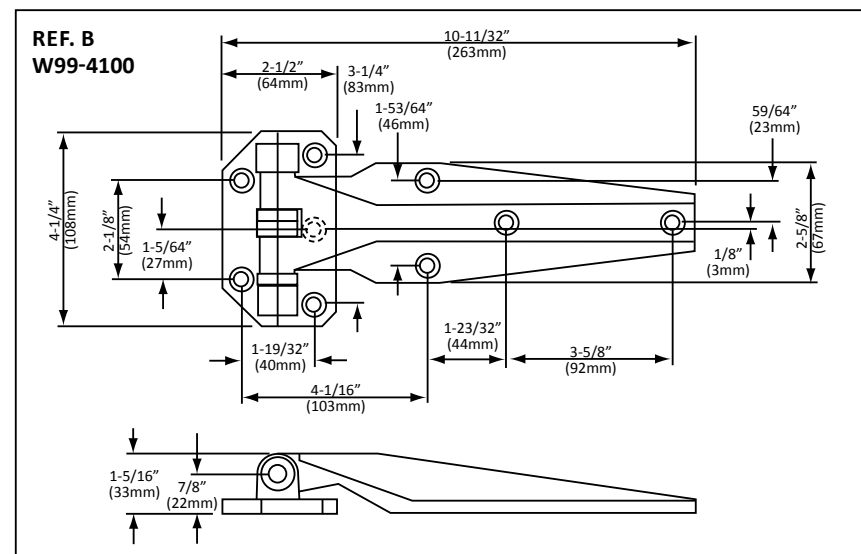 REF. B
W99-4100
10-11/32”
(263mm)
2-1/2”
(64mm)
3-1/4”
(83mm)
1-53/64”
(46mm)
59/64”
(23mm)
4-1/4”
(108mm)
2-1/8”
(54mm)
1-5/64”
(27mm)
2-5/8”
(67mm)
1/8”
(3mm)
1-19/32”
(40mm)
1-23/32”
(44mm)
3-5/8”
(92mm)
4-1/16”
(103mm)
1-5/16”
(33mm)
7/8”
(22mm)